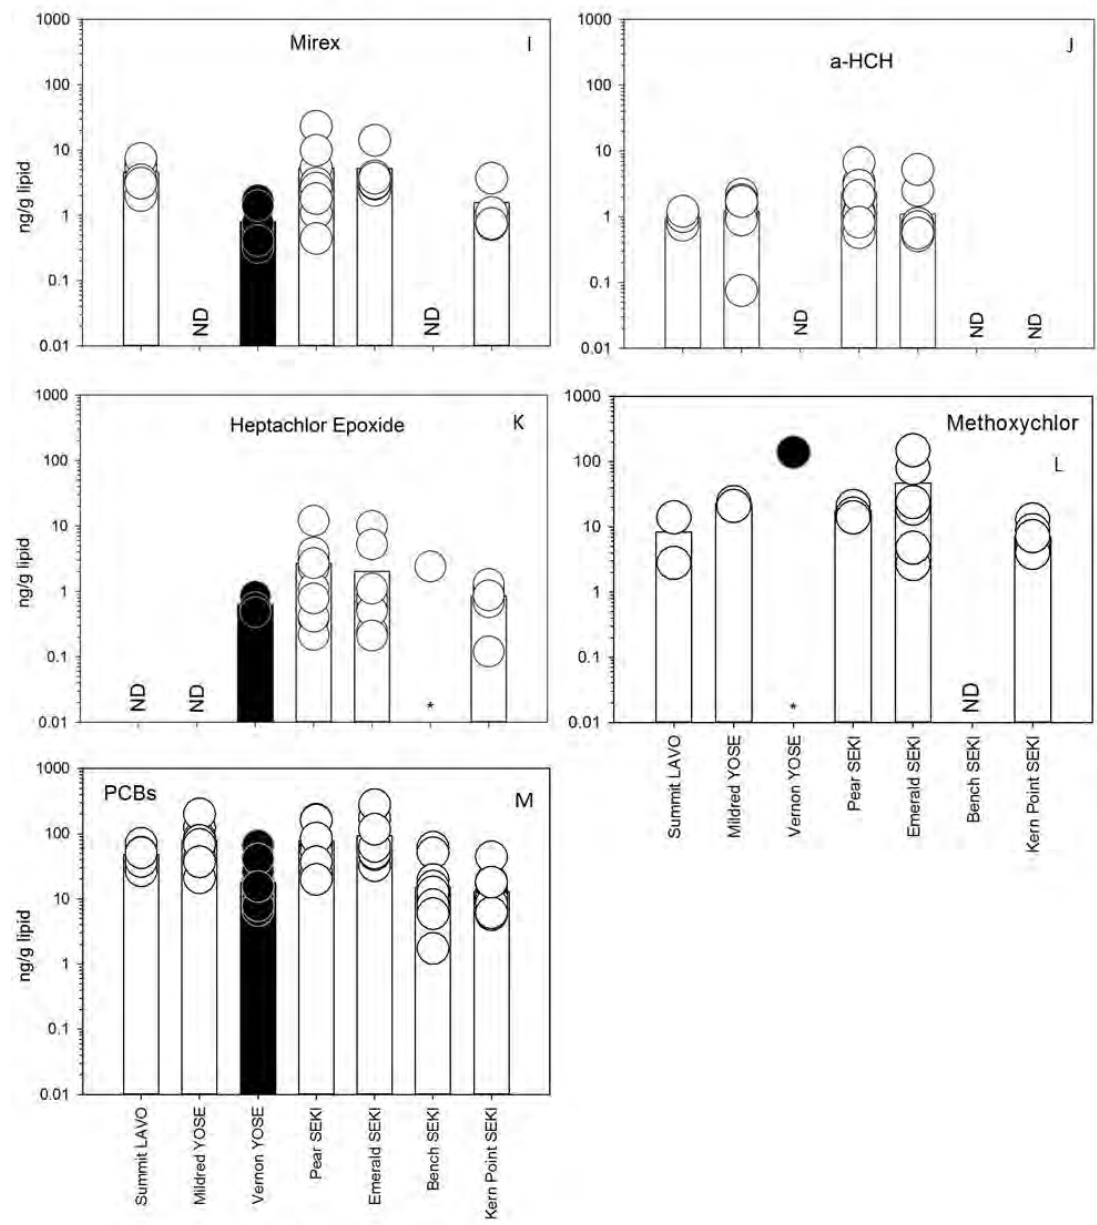 Mirex
I
ng/g lipid
1000
100
10
1
0.1
0.01
ND
ND
a-HCH
J
1000
100
10
1
0.1
0.01
ND
ND
ND
Heptachlor Epoxide
K
ng/g lipid
1000
100
10
1
0.1
0.01
ND
ND
*
Methoxychlor
L
1000
100
10
1
0.1
0.01
*
ND
Summit LAVO
Mildred YOSE
Vernon YOSE
Pear SEKI
Emerald SEKI
Bench SEKI
Kern Point SEKI
PCBs
M
ng/g lipid
1000
100
10
1
0.1
0.01
Summit LAVO
Mildred YOSE
Vernon YOSE
Pear SEKI
Emerald SEKI
Bench SEKI
Kern Point SEKI